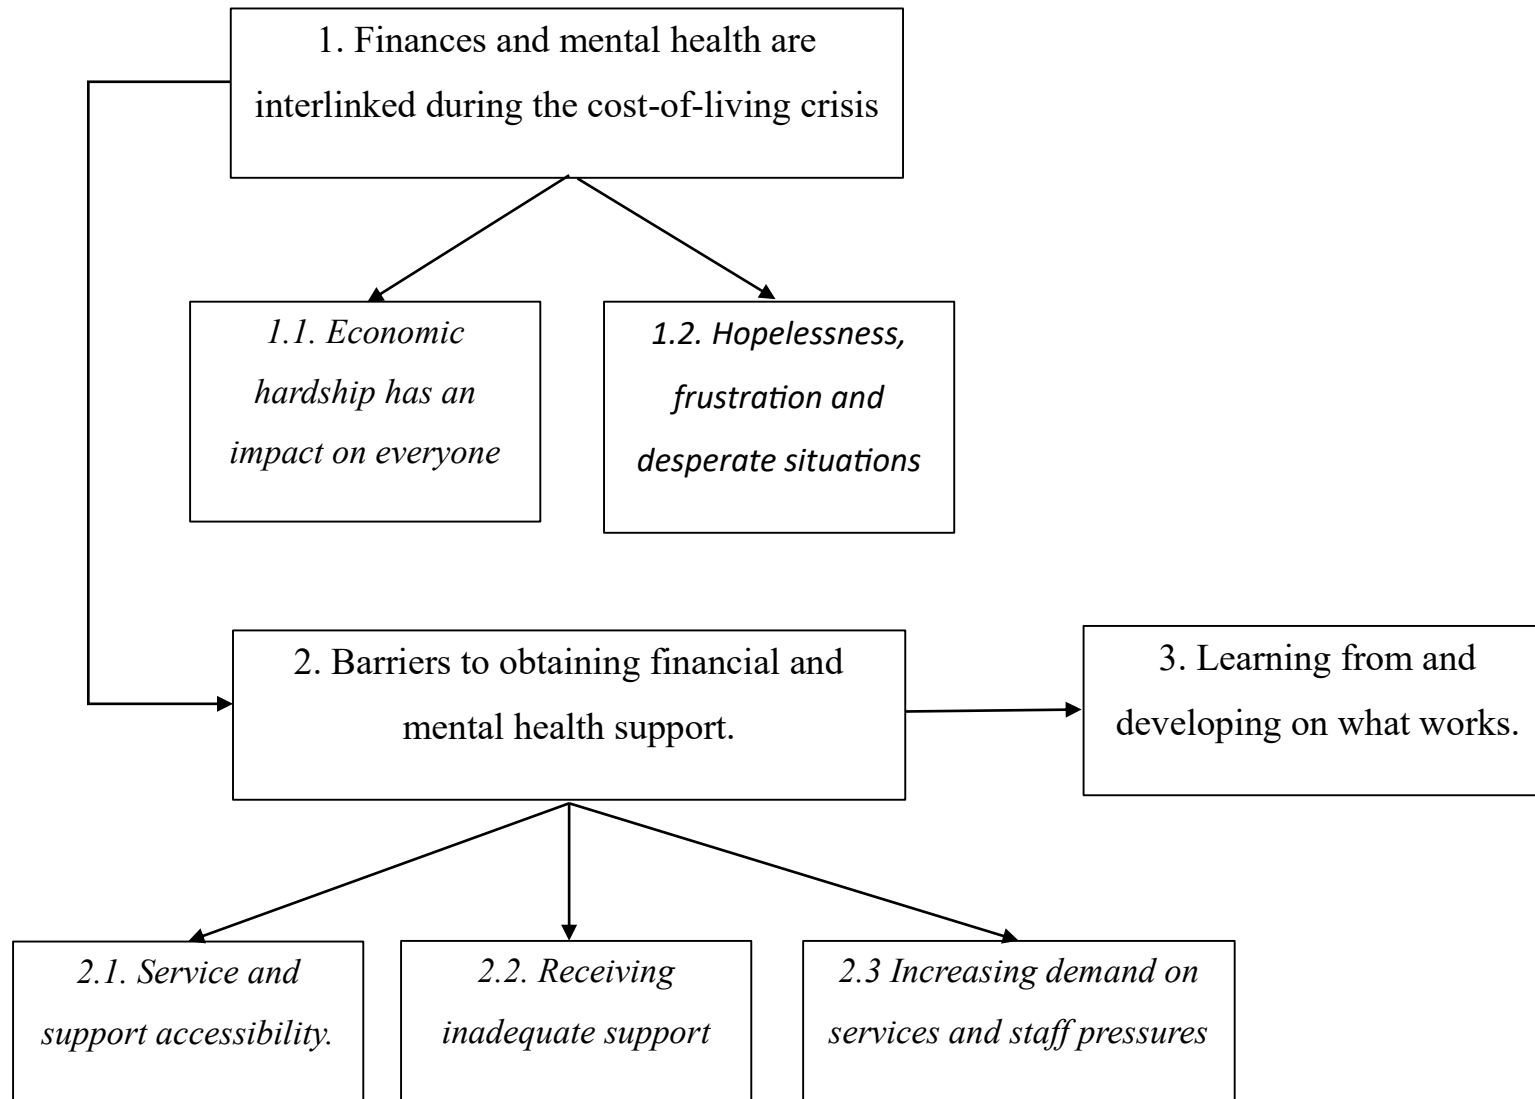 1. Finances and mental health are
interlinked during the cost-of-living crisis
1.1. Economic
hardship has an
impact on everyone
1.2. Hopelessness,
frustration and
desperate situations
2. Barriers to obtaining financial and
mental health support.
3. Learning from and
developing on what works.
2.1. Service and
support accessibility.
2.2. Receiving
inadequate support
2.3 Increasing demand on
services and staff pressures